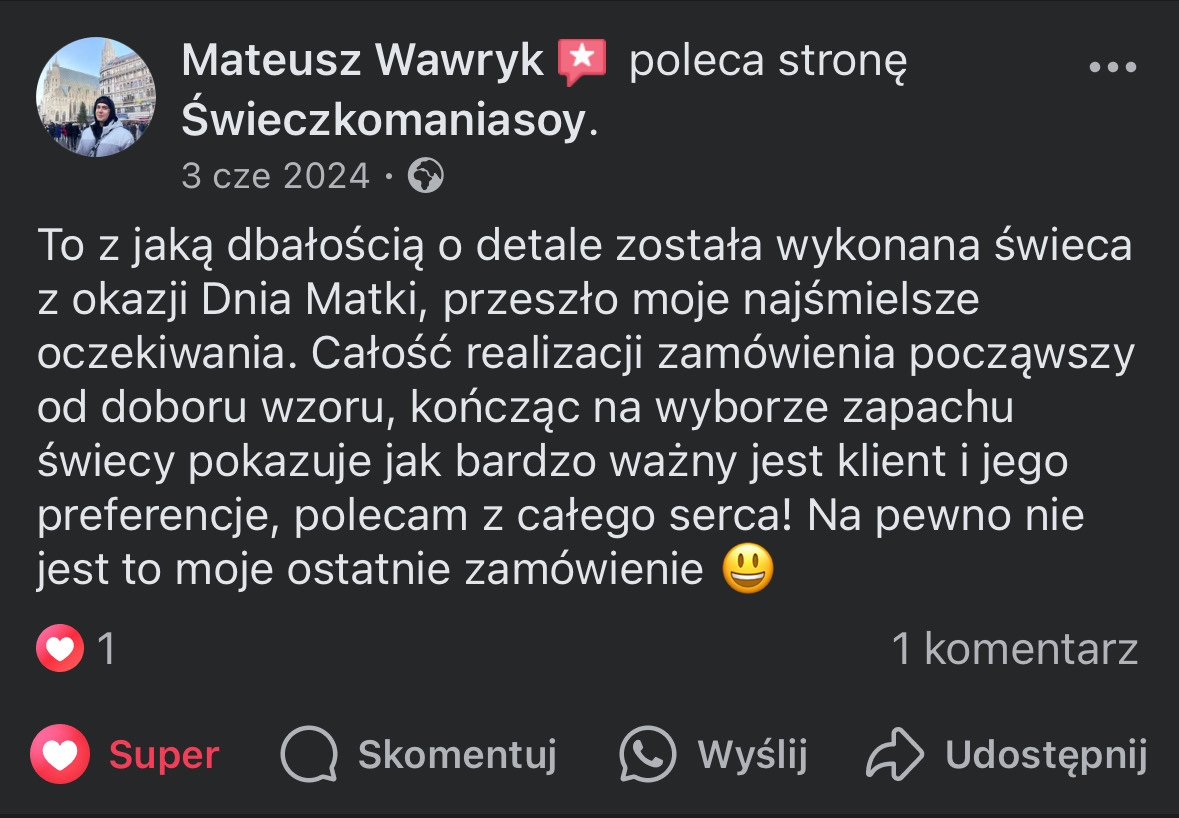 Mateusz Wawryk poleca stronę
Świeczkomaniasoy.
3 cze 2024 ·
To z jaką dbałością o detale została wykonana świeca
z okazji Dnia Matki, przeszło moje najśmielsze
oczekiwania. Całość realizacji zamówienia począwszy
od doboru wzoru, kończąc na wyborze zapachu
świecy pokazuje jak bardzo ważny jest klient i jego
preferencje, polecam z całego serca! Na pewno nie
jest to moje ostatnie zamówienie 😃
1 1 komentarz
Super Skomentuj Wyślij Udostępnij